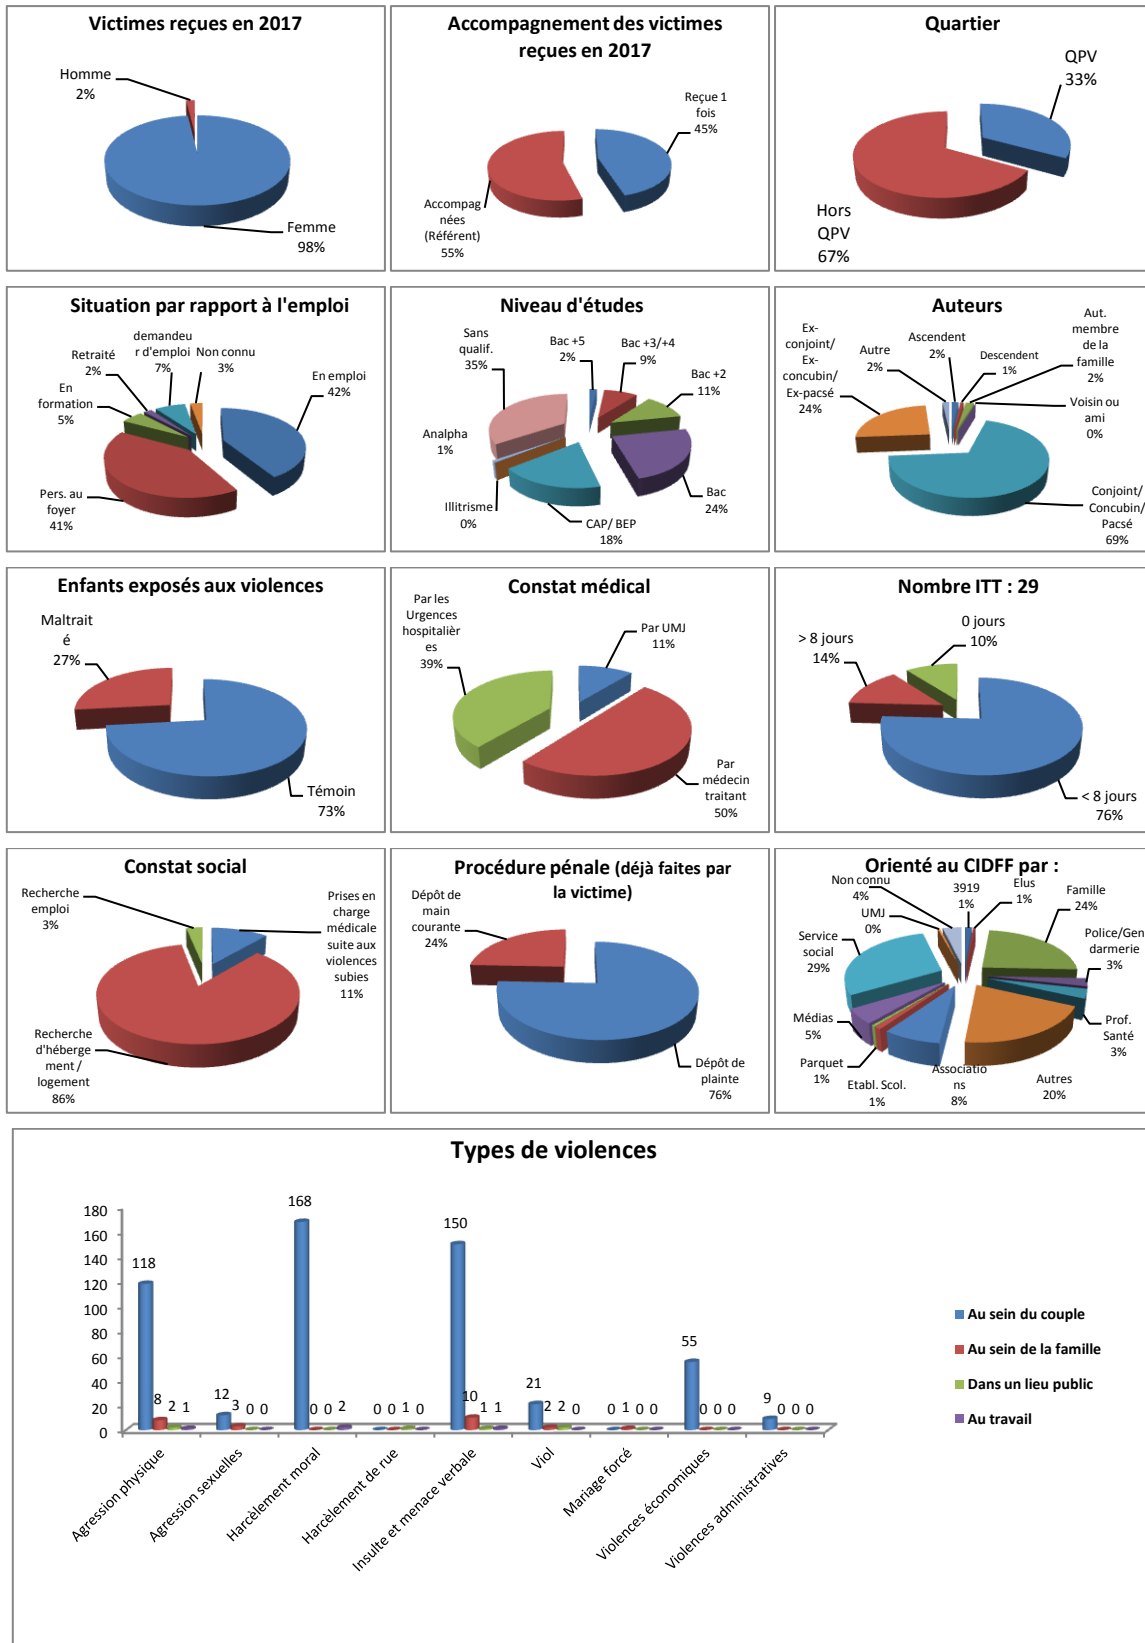 Victimes reçues en 2017
Homme
2%
Femme
98%
Accompagnement des victimes
reçues en 2017
Reçue 1
fois
45%
Accompag
nées
(Référent)
55%
Quartier
QPV
33%
Hors
QPV
67%
Situation par rapport à l'emploi
demandeu
r d'emploi
7%
Non connu
3%
Retraité
2%
En
formation
5%
En emploi
42%
Pers. au
foyer
41%
Niveau d'études
Sans
qualif.
35%
Bac +5
2%
Bac +3/+4
9%
Bac +2
11%
Analpha
1%
Illitrisme
0%
CAP/ BEP
18%
Bac
24%
Auteurs
Ex-
conjoint/
Ex-
concubin/
Ex-pacsé
24%
Autre
2%
Ascendent
2%
Descendent
1%
Aut.
membre
de la
famille
2%
Voisin ou
ami
0%
Conjoint/
Concubin/
Pacsé
69%
Enfants exposés aux violences
Maltrait
é
27%
Témoin
73%
Constat médical
Par les
Urgences
hospitalièr
es
39%
Par UMJ
11%
Par
médecin
traitant
50%
Nombre ITT : 29
> 8 jours
14%
0 jours
10%
< 8 jours
76%
Constat social
Recherche
emploi
3%
Prises en
charge
médicale
suite aux
violences
subies
11%
Recherche
d'héberge
ment /
logement
86%
Procédure pénale (déjà faites par
la victime)
Dépôt de
main
courante
24%
Dépôt de
plainte
76%
Orienté au CIDFF par :
Non connu
4%
3919
1%
Elus
1%
Famille
24%
UMJ
0%
Service
social
29%
Police/Gen
darmerie
3%
Médias
5%
Prof.
Santé
3%
Parquet
1%
Etabl. Scol.
1%
Associatio
ns
8%
Autres
20%
Types de violences
180
160
140
120
100
80
60
40
20
0
118 8 2 1
12 3 0 0
168 0 0 2
0 0 1 0
150 10 1 1
21 2 2 0
0 1 0 0
55 0 0 0
9 0 0 0
Agression physique
Agression sexuelles
Harcèlement moral
Harcèlement de rue
Insulte et menace verbale
Viol
Mariage forcé
Violences économiques
Violences administratives
Au sein du couple
Au sein de la famille
Dans un lieu public
Au travail